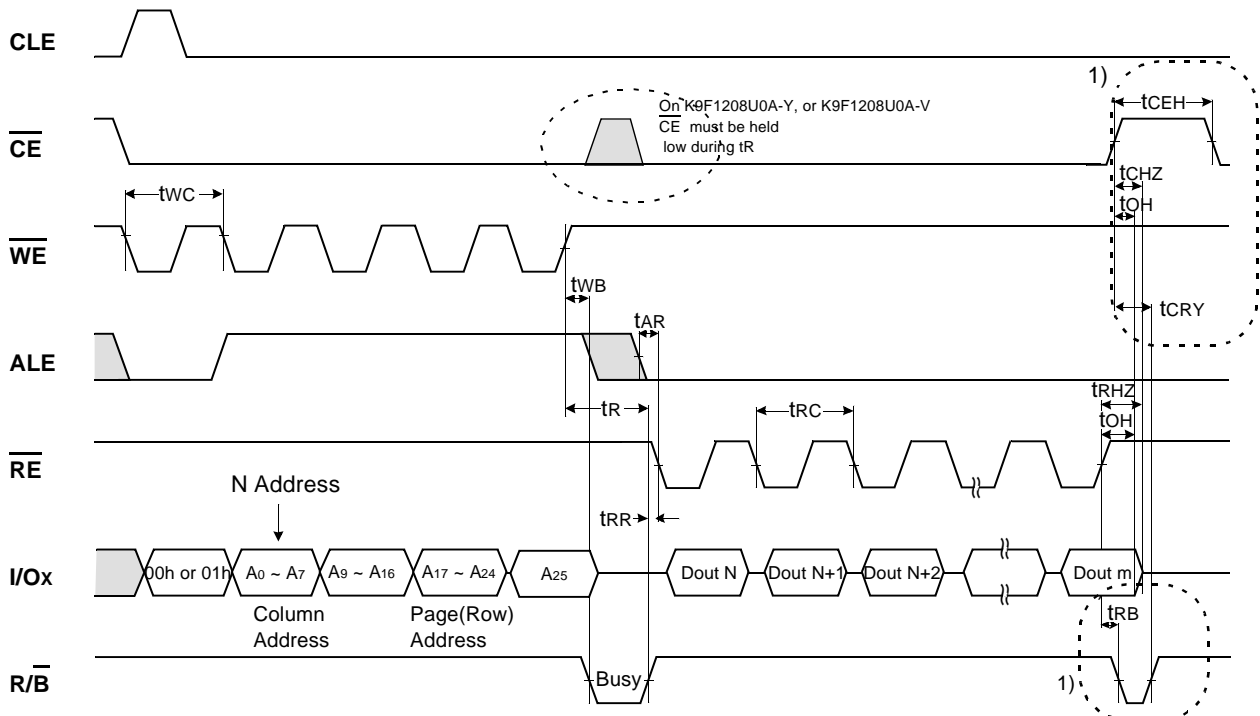 CLE
1)
tCEH
On K9F1208U0A-Y, or K9F1208U0A-V
CE must be held
low during tR
CE
tCHZ
tOH
tWC
WE
tWB
tCRY
tAR
ALE
tR
tRC
tRHZ
tOH
RE
N Address
tRR
I/Ox
00h or 01h
A0 ~ A7
A9 ~ A16
A17 ~ A24
A25
Dout N
Dout N+1
Dout N+2
Dout m
Column
Address
Page(Row)
Address
tRB
R/B
Busy
1)